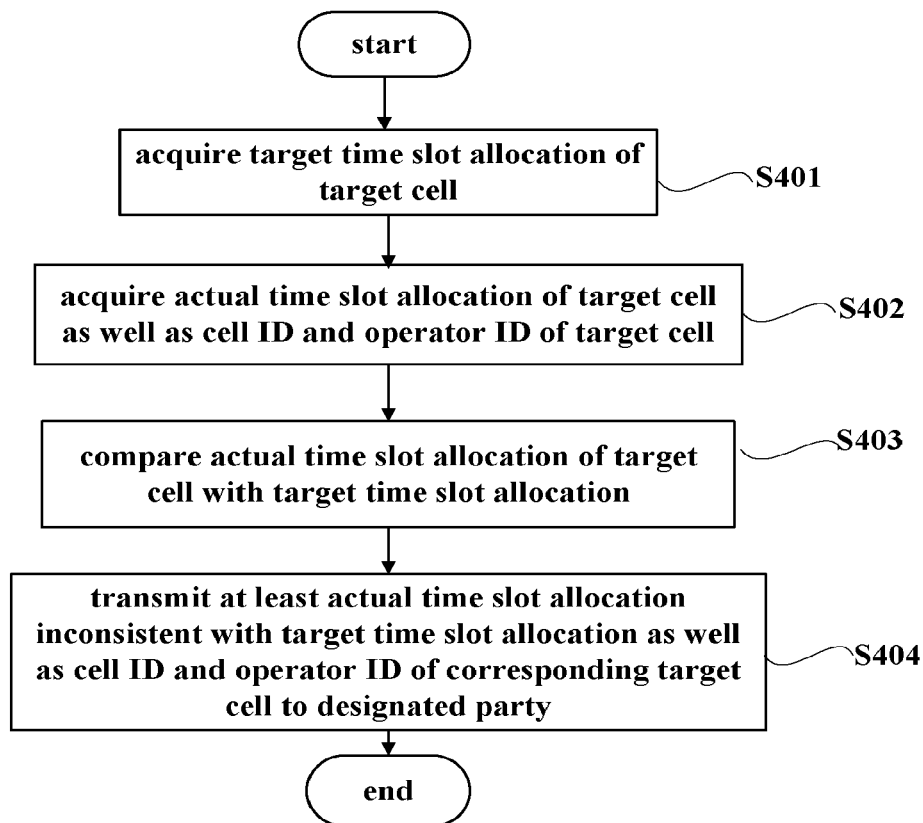 start
acquire target time slot allocation of
target cell
S401
acquire actual time slot allocation of target cell
as well as cell ID and operator ID of target cell
S402
compare actual time slot allocation of target
cell with target time slot allocation
S403
transmit at least actual time slot allocation
inconsistent with target time slot allocation as well
as cell ID and operator ID of corresponding target
cell to designated party
S404
end